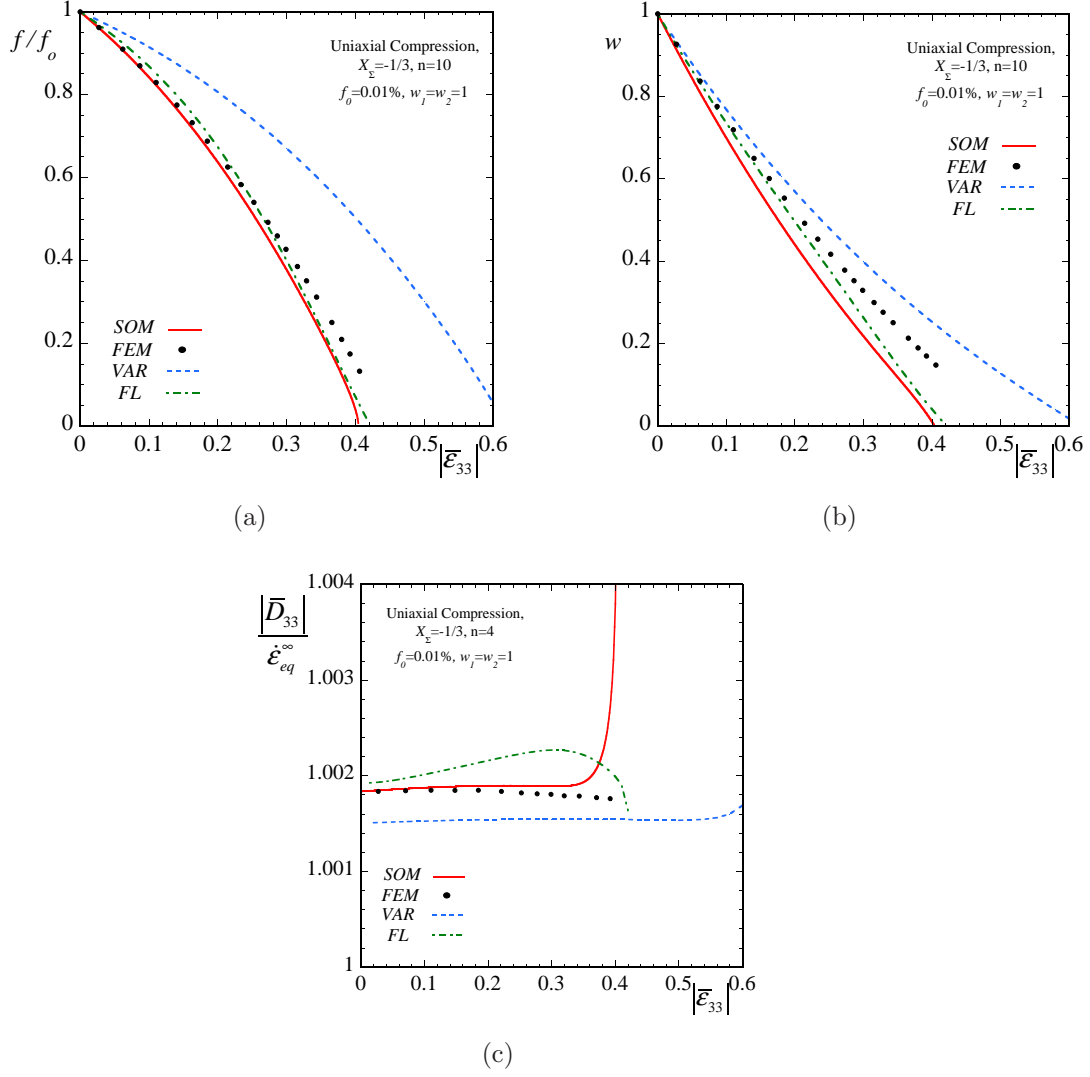 f/f_o
Uniaxial Compression,
X_Σ=-1/3, n=10
f_0=0.01%, w_1=w_2=1
SOM
FEM
VAR
FL
1
0.8
0.6
0.4
0.2
0
0 0.1 0.2 0.3 0.4 0.5 0.6
|ε̅_33|
(a)
w
Uniaxial Compression,
X_Σ=-1/3, n=10
f_0=0.01%, w_1=w_2=1
SOM
FEM
VAR
FL
1
0.8
0.6
0.4
0.2
0
0 0.1 0.2 0.3 0.4 0.5 0.6
|ε̅_33|
(b)
|D̅_33|
ε̇_eq^∞
Uniaxial Compression,
X_Σ=-1/3, n=4
f_0=0.01%, w_1=w_2=1
SOM
FEM
VAR
FL
1.004
1.003
1.002
1.001
1
0 0.1 0.2 0.3 0.4 0.5 0.6
|ε̅_33|
(c)